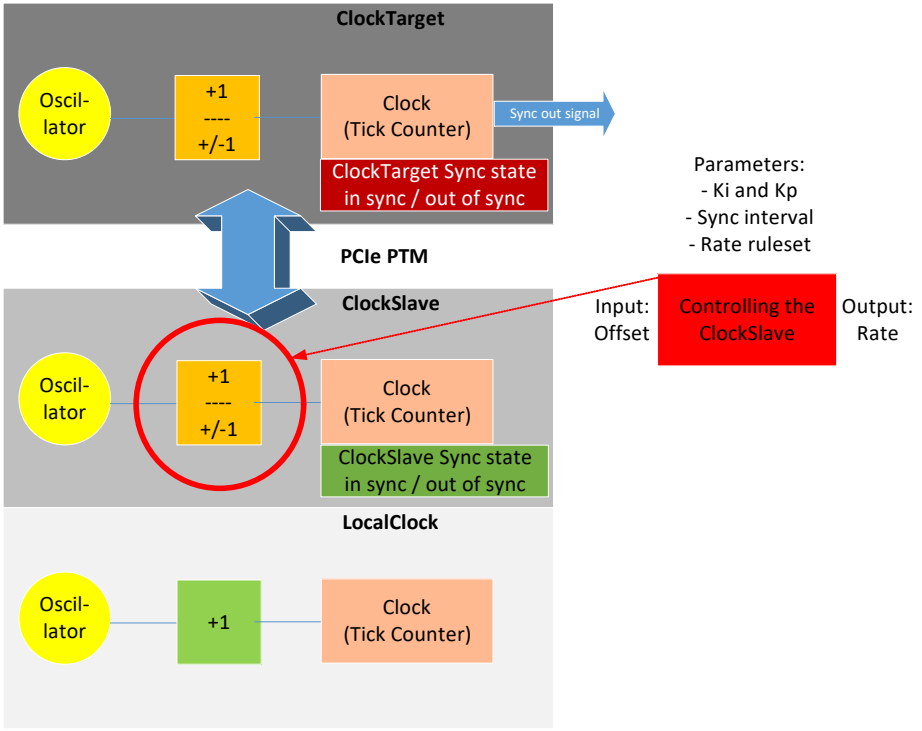 ClockTarget
Oscil-
lator
+1
----
+/-1
Clock
(Tick Counter)
Sync out signal
ClockTarget Sync state
in sync / out of sync
Parameters:
- Ki and Kp
- Sync interval
- Rate ruleset
PCIe PTM
ClockSlave
Input:
Offset
Controlling the
ClockSlave
Output:
Rate
Oscil-
lator
+1
----
+/-1
Clock
(Tick Counter)
ClockSlave Sync state
in sync / out of sync
LocalClock
Oscil-
lator
+1
Clock
(Tick Counter)